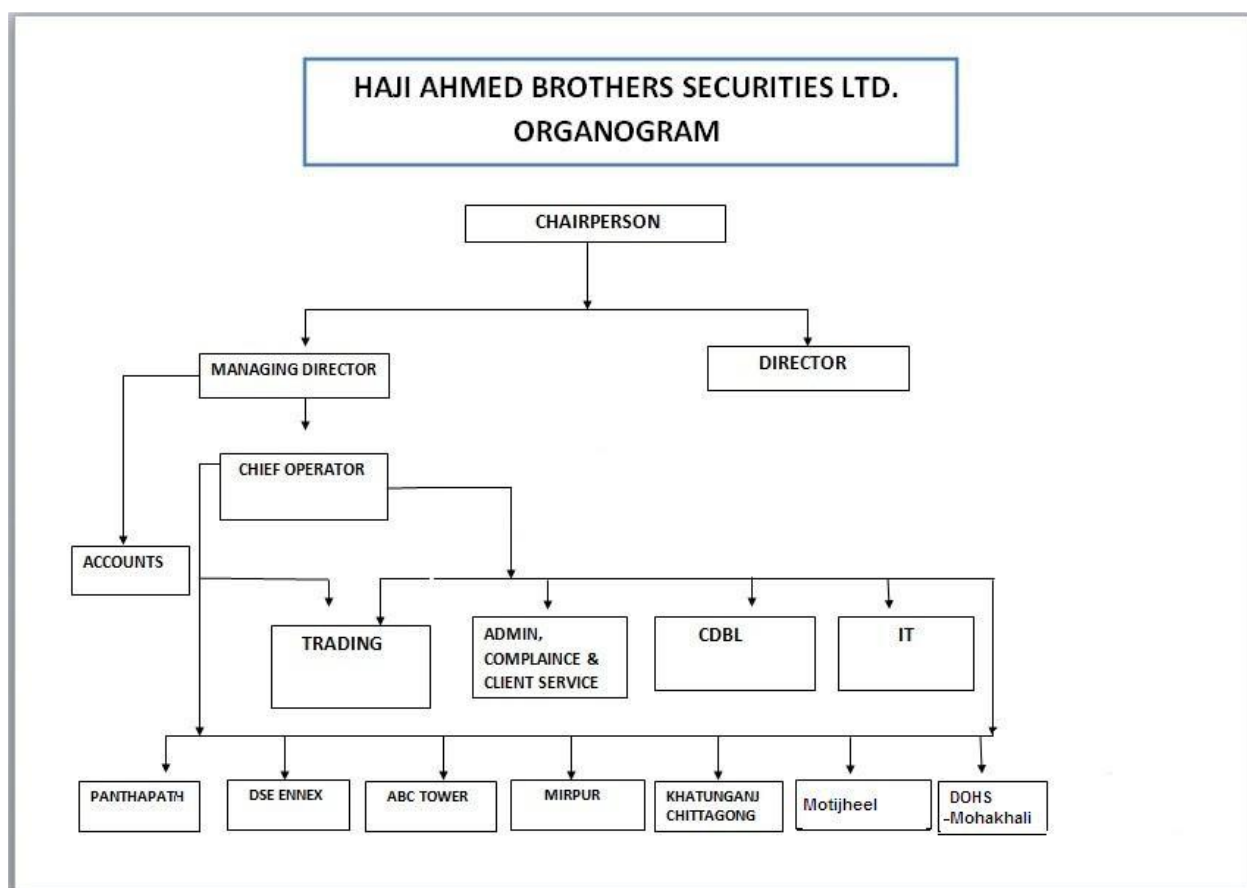 HAJI AHMED BROTHERS SECURITIES LTD.
ORGANOGRAM
CHAIRPERSON
MANAGING DIRECTOR
DIRECTOR
CHIEF OPERATOR
ACCOUNTS
TRADING
ADMIN,
COMPLAINCE &
CLIENT SERVICE
CDBL
IT
PANTHAPATH
DSE ENNEX
ABC TOWER
MIRPUR
KHATUNGANJ
CHITTAGONG
Motijheel
DOHS
-Mohakhali